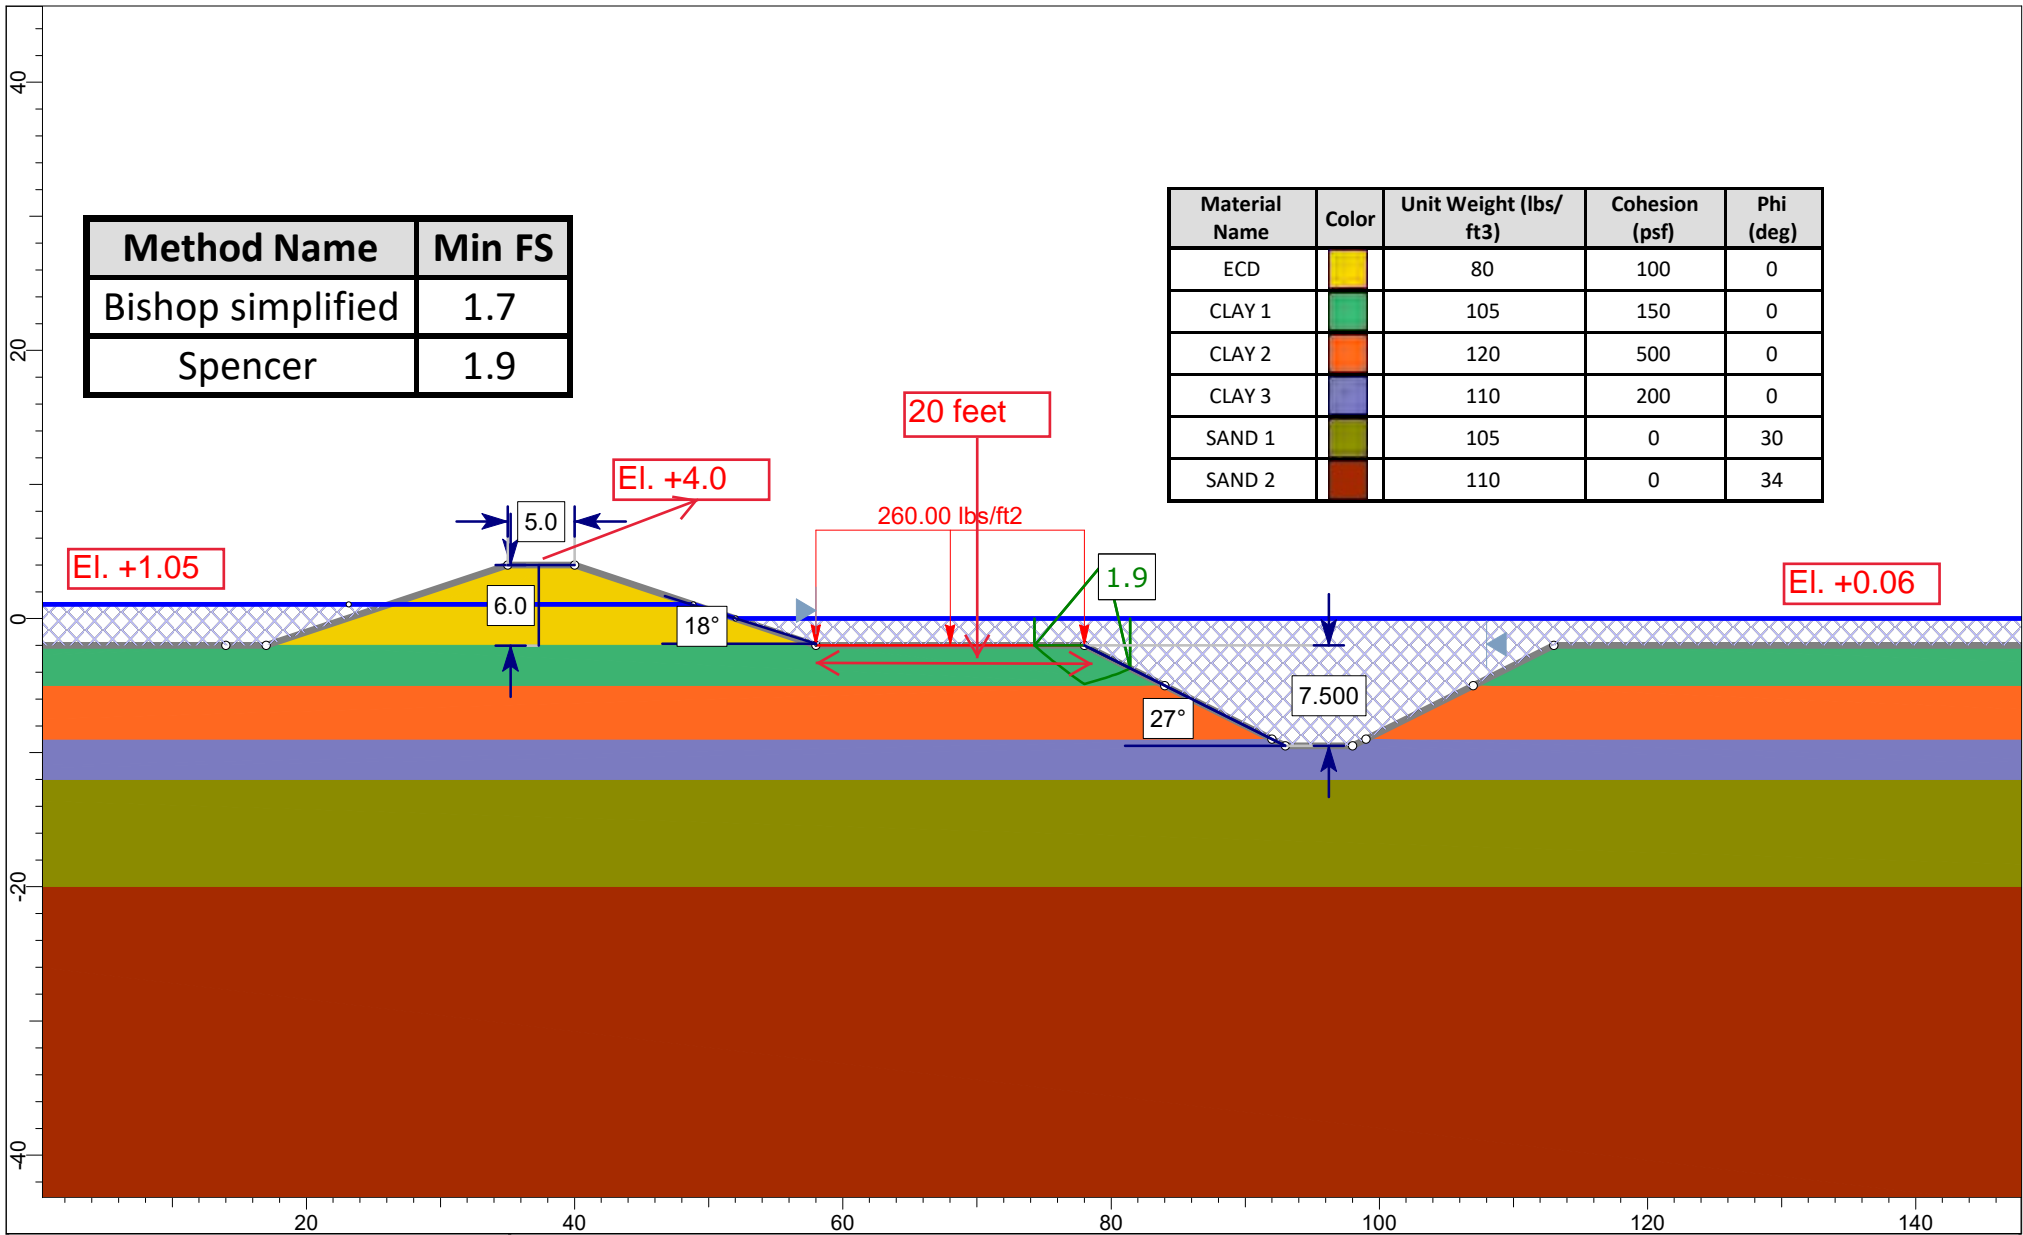 40
20
0
-20
-40
Method Name Min FS
Bishop simplified 1.7
Spencer 1.9
Material Name Color Unit Weight (lbs/ft3) Cohesion (psf) Phi (deg)
ECD 80 100 0
CLAY 1 105 150 0
CLAY 2 120 500 0
CLAY 3 110 200 0
SAND 1 105 0 30
SAND 2 110 0 34
20 feet
El. +4.0
260.00 lbs/ft2
5.0
El. +1.05
1.9
El. +0.06
6.0
18°
7.500
27°
20 40 60 80 100 120 140